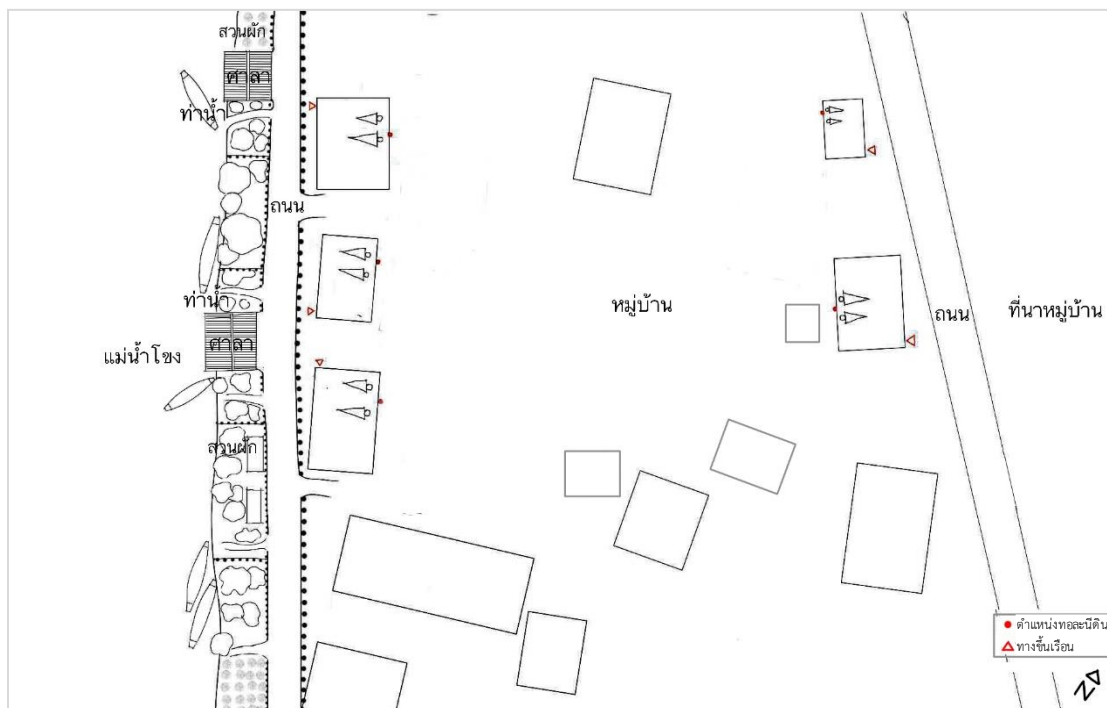 สวนผัก
ศาลา
ท่าน้ำ
ถนน
ท่าน้ำ
หมู่บ้าน
ถนน
ที่นาหมู่บ้าน
ศาลา
แม่น้ำโขง
สวนผัก
ตำแหน่งทอละนีดิน
ทางขึ้นเรือน
N